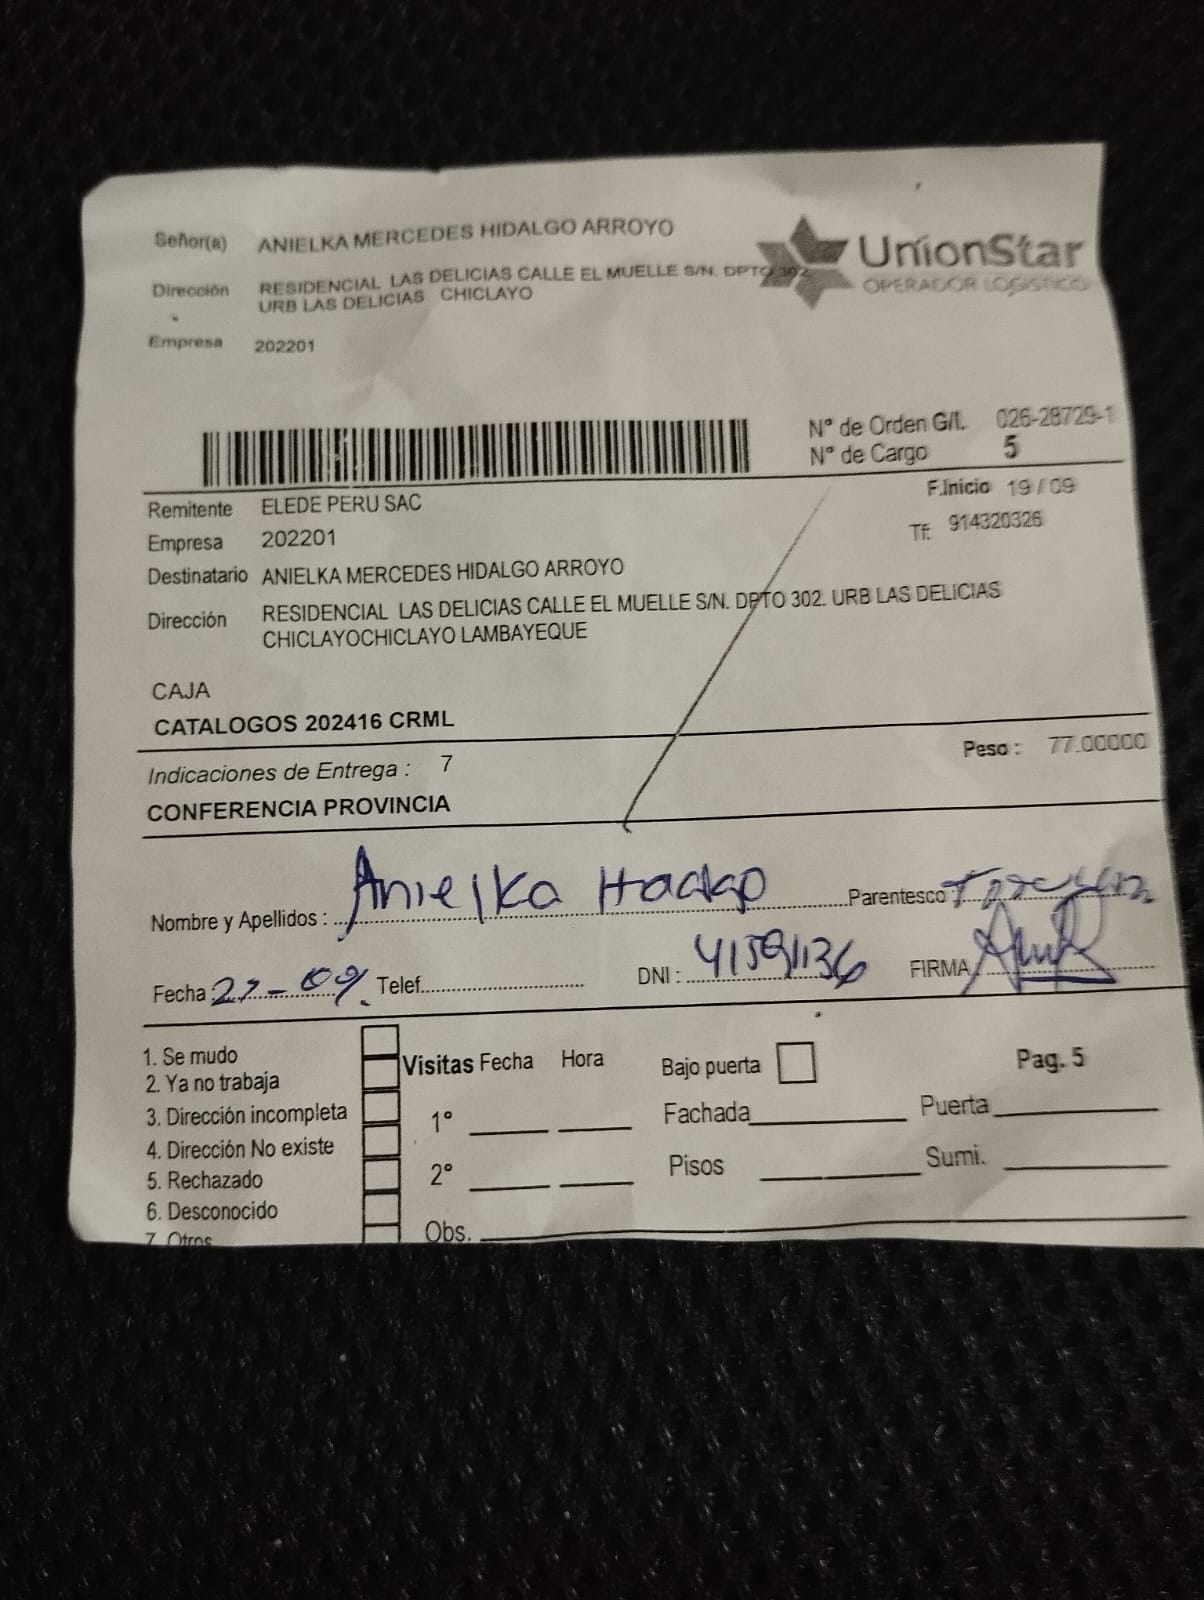 Señor(a) ANIELKA MERCEDES HIDALGO ARROYO
UnionStar
OPERADOR LOGISTICO
Dirección RESIDENCIAL LAS DELICIAS CALLE EL MUELLE S/N. DPTO 302.
URB LAS DELICIAS CHICLAYO
Empresa 202201
N° de Orden G/I. 026-28729-1
N° de Cargo 5
F.Inicio 19/09
Remitente ELEDE PERU SAC
Tf: 914320326
Empresa 202201
Destinatario ANIELKA MERCEDES HIDALGO ARROYO
Dirección RESIDENCIAL LAS DELICIAS CALLE EL MUELLE S/N. DPTO 302. URB LAS DELICIAS
CHICLAYOCHICLAYO LAMBAYEQUE
CAJA
CATALOGOS 202416 CRML
Indicaciones de Entrega : 7 Peso : 77.00000
CONFERENCIA PROVINCIA
Nombre y Apellidos : Anielka Parentesco
Fecha Telef. DNI : 41591136 FIRMA
1. Se mudo
2. Ya no trabaja
3. Dirección incompleta
4. Dirección No existe
5. Rechazado
6. Desconocido
7. Otros
Visitas Fecha Hora
1°
2°
Obs.
Bajo puerta Pag. 5
Fachada Puerta
Pisos Sumi.